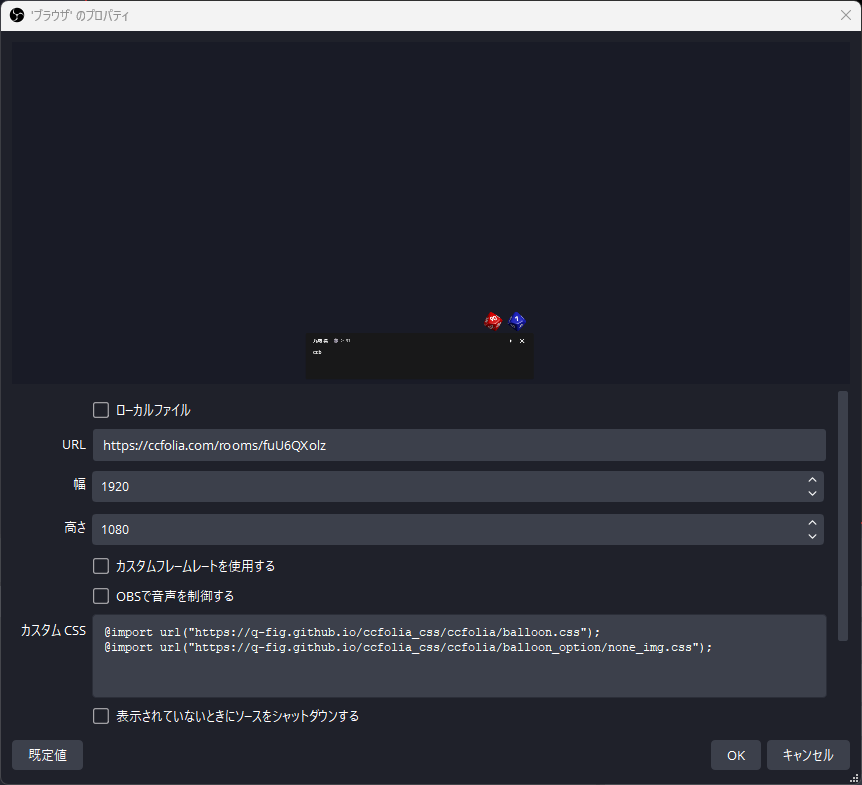 'ブラウザ' のプロパティ
ccb
ローカルファイル
URL https://ccfolia.com/rooms/fuU6QXolz
幅 1920
高さ 1080
カスタムフレームレートを使用する
OBSで音声を制御する
カスタム CSS @import url("https://q-fig.github.io/ccfolia_css/ccfolia/balloon.css");
@import url("https://q-fig.github.io/ccfolia_css/ccfolia/balloon_option/none_img.css");
表示されていないときにソースをシャットダウンする
既定値 OK キャンセル